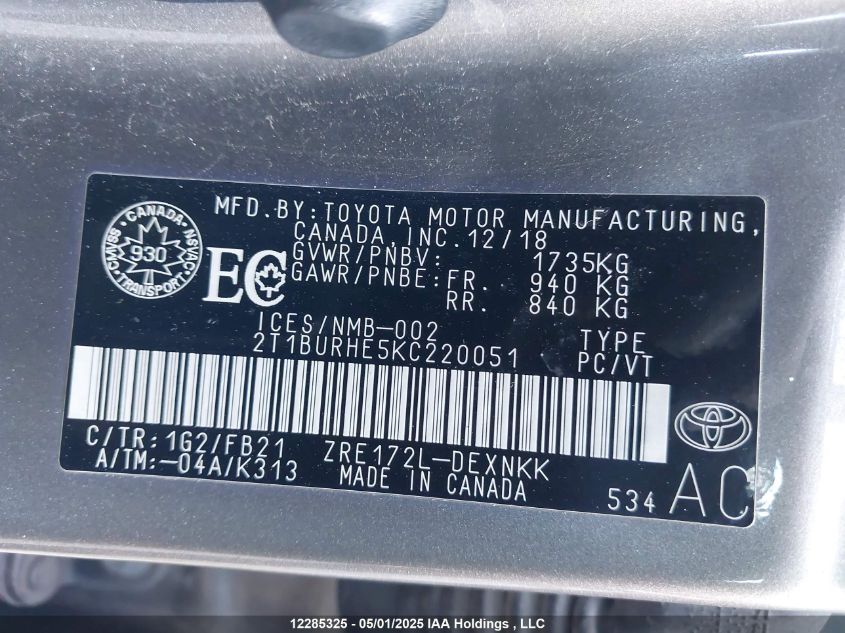 MFD.BY:TOYOTA MOTOR MANUFACTURING,
CANADA,INC.12/18
GVWR/PNBV: 1735KG
GAWR/PNBE:FR. 940 KG
RR. 840 KG
CANADA
CMVSS 930 NSVAC
TRANSPORT
EC
ICES/NMB-002
2T1BURHE5KC220051
TYPE
PC/VT
C/TR:1G2/FB21 ZRE172L-DEXNKK
A/TM:-04A/K313 MADE IN CANADA
534 AC
12285325 - 05/01/2025 IAA Holdings , LLC